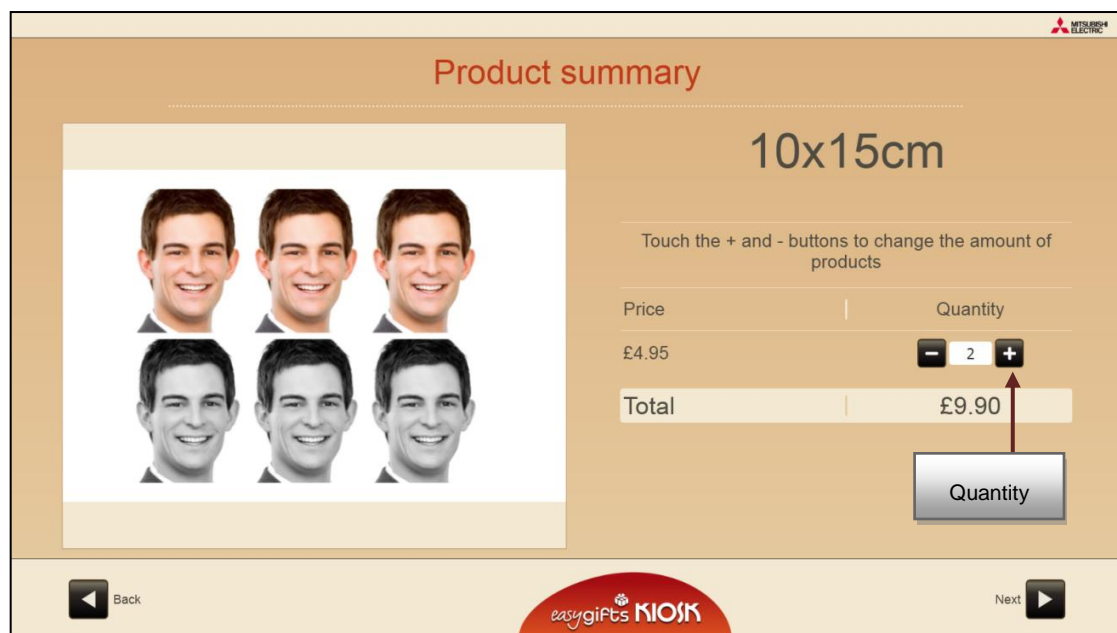 MITSUBISHI
ELECTRIC
Product summary
10x15cm
Touch the + and - buttons to change the amount of
products
Price
Quantity
£4.95
- 2 +
Total
£9.90
Quantity
Back
easygifts KIOSK
Next